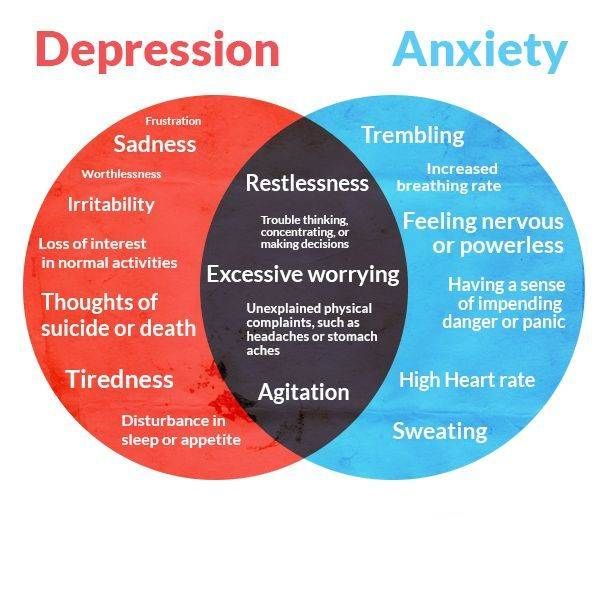 Depression
Anxiety
Frustration
Sadness
Worthlessness
Irritability
Loss of interest
in normal activities
Thoughts of
suicide or death
Tiredness
Disturbance in
sleep or appetite
Restlessness
Trouble thinking,
concentrating, or
making decisions
Excessive worrying
Unexplained physical
complaints, such as
headaches or stomach
aches
Agitation
Trembling
Increased
breathing rate
Feeling nervous
or powerless
Having a sense
of impending
danger or panic
High Heart rate
Sweating